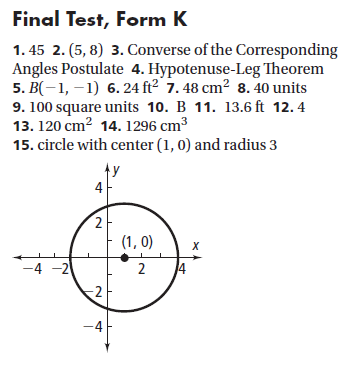 Final Test, Form K
1. 45 2. (5, 8) 3. Converse of the Corresponding
Angles Postulate 4. Hypotenuse-Leg Theorem
5. B(−1, −1) 6. 24 ft² 7. 48 cm² 8. 40 units
9. 100 square units 10. B 11. 13.6 ft 12. 4
13. 120 cm² 14. 1296 cm³
15. circle with center (1, 0) and radius 3
y
4
2
(1, 0) x
−4 −2 2 4
−2
−4